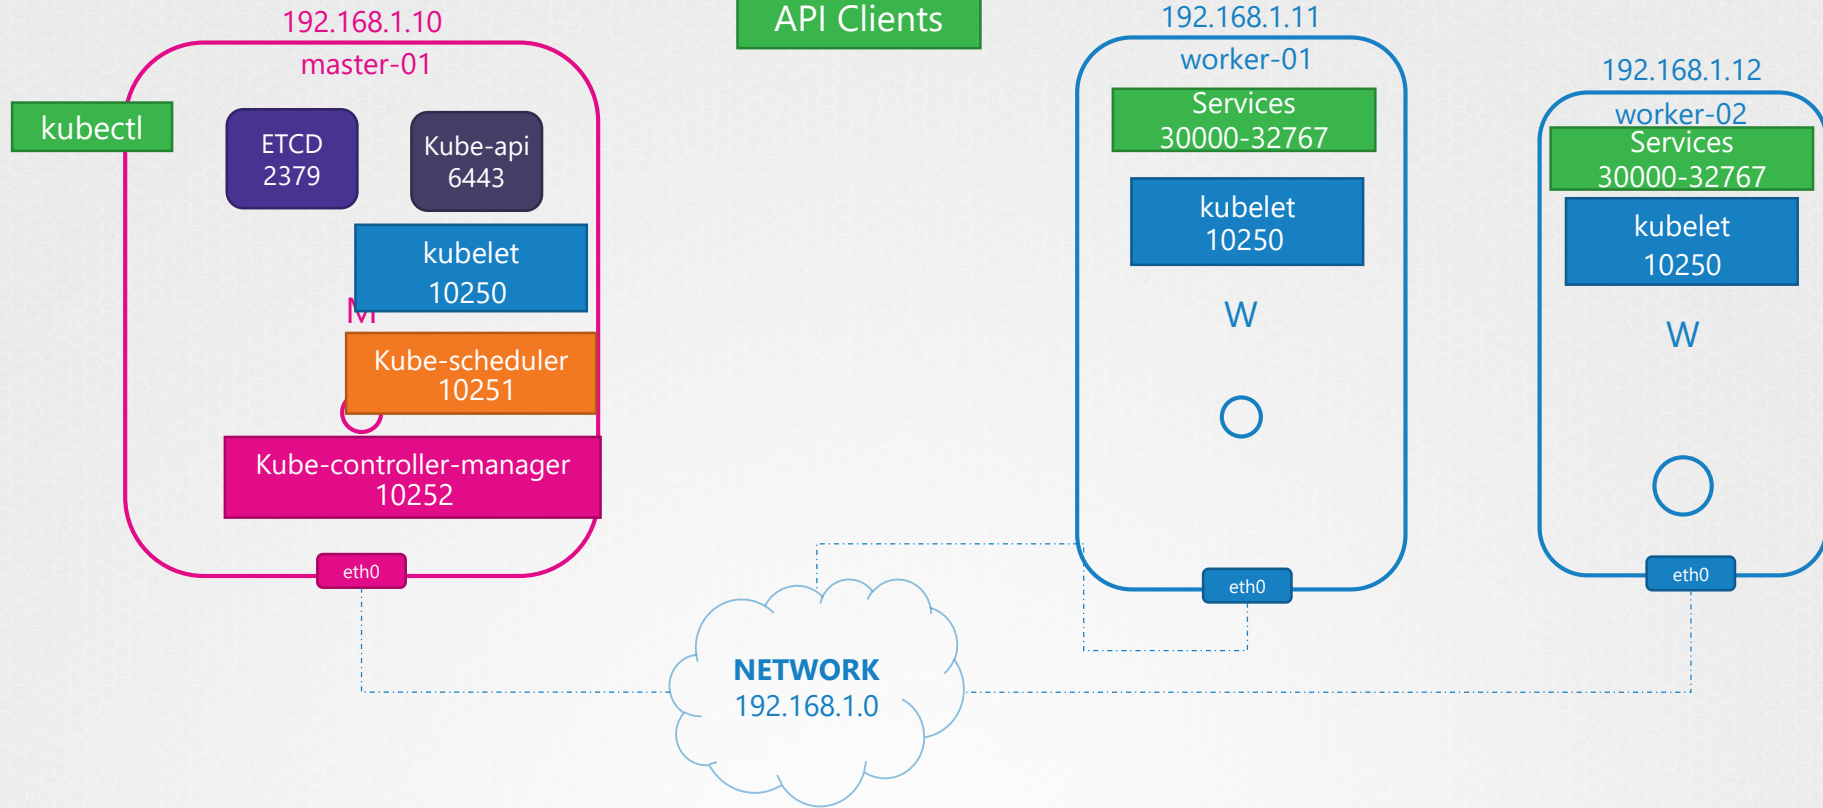 192.168.1.10
master-01
kubectl
ETCD
2379
Kube-api
6443
kubelet
10250
M
Kube-scheduler
10251
Kube-controller-manager
10252
eth0
API Clients
NETWORK
192.168.1.0
192.168.1.11
worker-01
Services
30000-32767
kubelet
10250
W
eth0
192.168.1.12
worker-02
Services
30000-32767
kubelet
10250
W
eth0